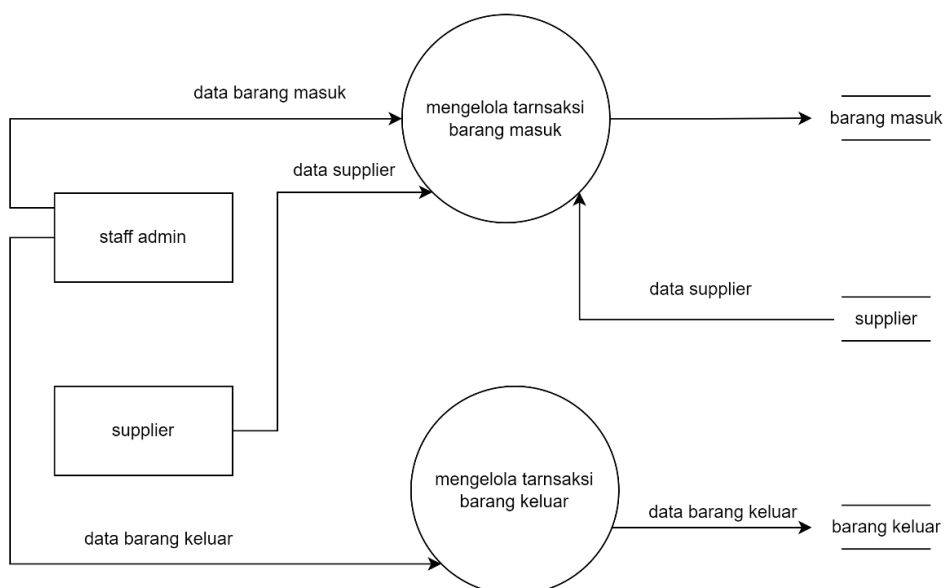 data barang masuk
mengelola tarnsaksi
barang masuk
barang masuk
data supplier
staff admin
data supplier
supplier
supplier
mengelola tarnsaksi
barang keluar
data barang keluar
barang keluar
data barang keluar